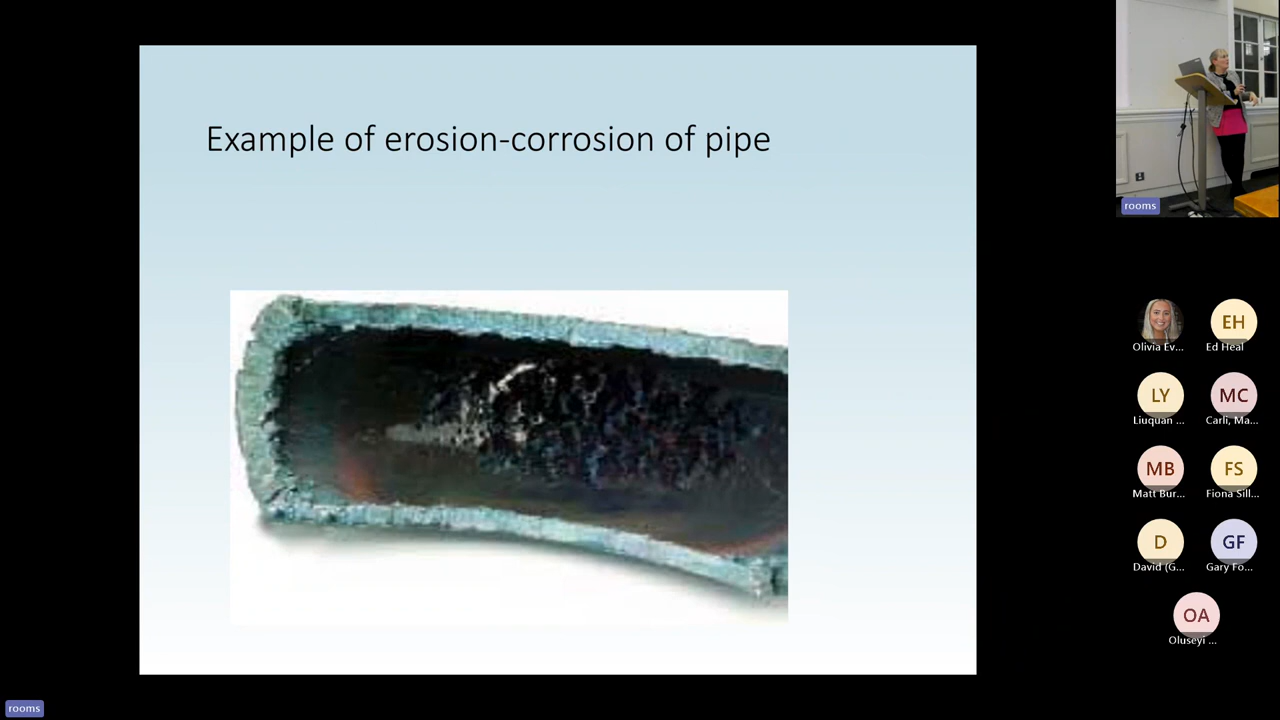 Example of erosion-corrosion of pipe
rooms
Olivia Ev...
EH
Ed Heal
LY
Liuquan ...
MC
Carli, Ma...
MB
Matt Bur...
FS
Fiona Sill...
D
David (G...
GF
Gary Fo...
OA
Oluseyi ...
rooms